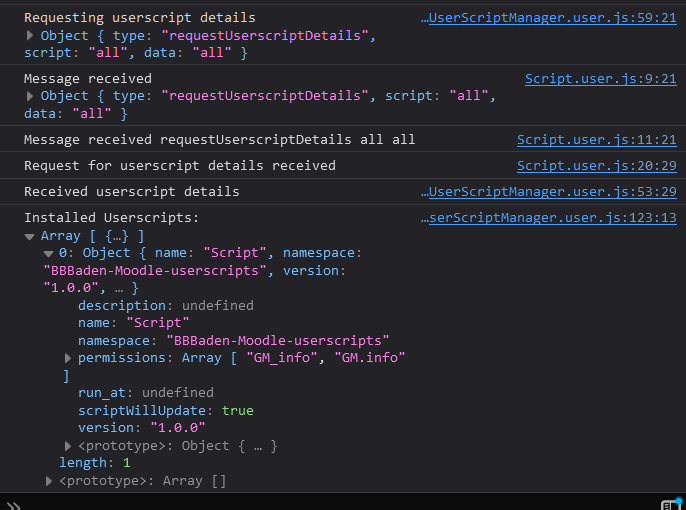 Requesting userscript details …UserScriptManager.user.js:59:21
Object { type: "requestUserscriptDetails",
script: "all", data: "all" }
Message received Script.user.js:9:21
Object { type: "requestUserscriptDetails", script: "all",
data: "all" }
Message received requestUserscriptDetails all all Script.user.js:11:21
Request for userscript details received Script.user.js:20:29
Received userscript details …UserScriptManager.user.js:53:29
Installed Userscripts: …serScriptManager.user.js:123:13
Array [ {…} ]
0: Object { name: "Script", namespace:
"BBBaden-Moodle-userscripts", version:
"1.0.0", … }
description: undefined
name: "Script"
namespace: "BBBaden-Moodle-userscripts"
permissions: Array [ "GM_info", "GM.info"
]
run_at: undefined
scriptWillUpdate: true
version: "1.0.0"
<prototype>: Object { … }
length: 1
<prototype>: Array []